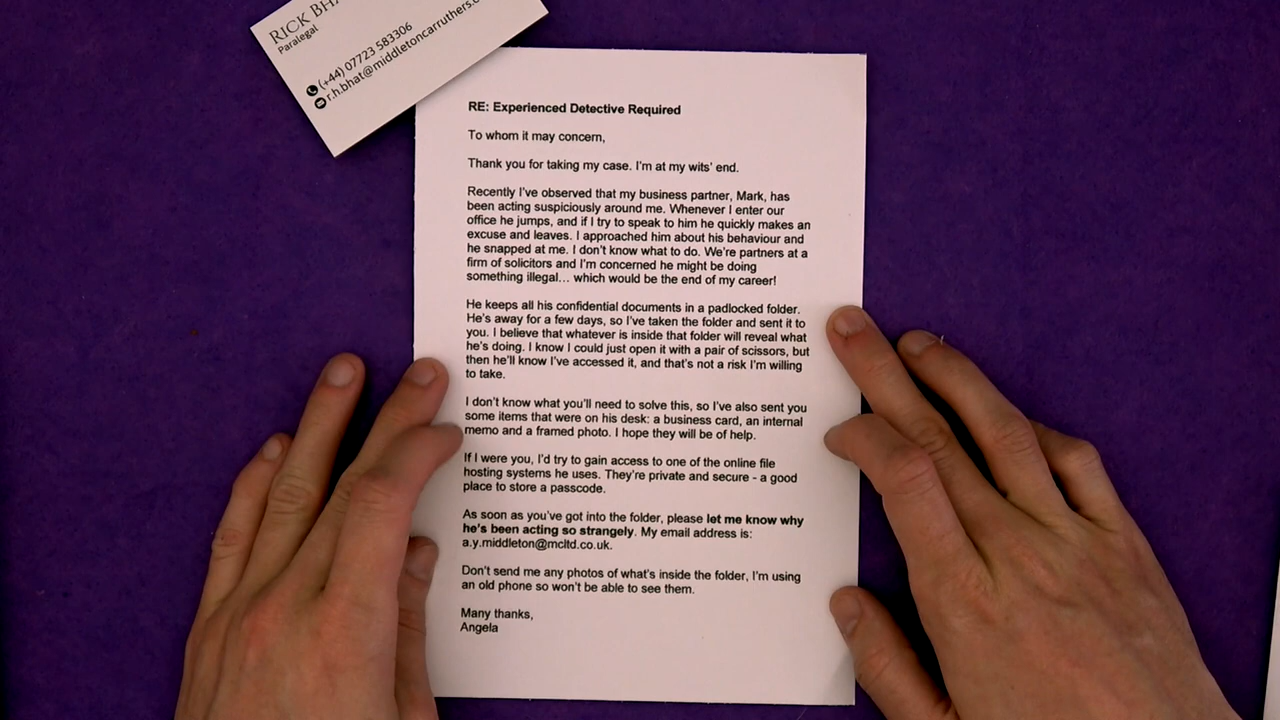 RICK
Paralegal
(+44) 07723 583306
r.h.bhat@middletoncarruthers.c
RE: Experienced Detective Required
To whom it may concern,
Thank you for taking my case. I'm at my wits' end.
Recently I've observed that my business partner, Mark, has
been acting suspiciously around me. Whenever I enter our
office he jumps, and if I try to speak to him he quickly makes an
excuse and leaves. I approached him about his behaviour and
he snapped at me. I don't know what to do. We're partners at a
firm of solicitors and I'm concerned he might be doing
something illegal... which would be the end of my career!
He keeps all his confidential documents in a padlocked folder.
He's away for a few days, so I've taken the folder and sent it to
you. I believe that whatever is inside that folder will reveal what
he's doing. I know I could just open it with a pair of scissors, but
then he'll know I've accessed it, and that's not a risk I'm willing
to take.
I don't know what you'll need to solve this, so I've also sent you
some items that were on his desk: a business card, an internal
memo and a framed photo. I hope they will be of help.
If I were you, I'd try to gain access to one of the online file
hosting systems he uses. They're private and secure - a good
place to store a passcode.
As soon as you've got into the folder, please let me know why
he's been acting so strangely. My email address is:
a.y.middleton@mcltd.co.uk.
Don't send me any photos of what's inside the folder, I'm using
an old phone so won't be able to see them.
Many thanks,
Angela